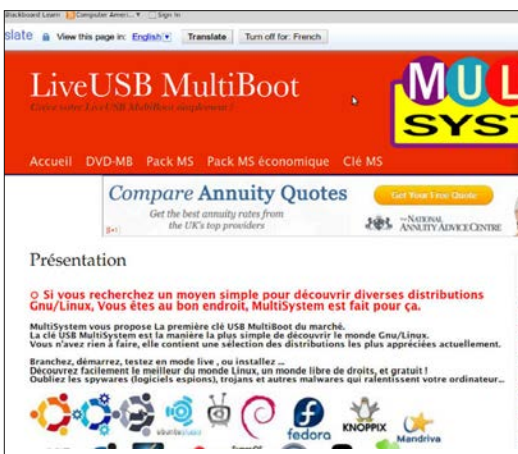 Blackboard Learn Computer Ameri... Sign In
slate View this page in: English Translate Turn off for: French
LiveUSB MultiBoot
Créez votre LiveUSB MultiBoot simplement !
MUL
SYS
Accueil DVD-MB Pack MS Pack MS économique Clé MS
Compare Annuity Quotes
Get the best annuity rates from
the UK's top providers
Get Your Free Quote
THE NATIONAL
ANNUITY ADVICE CENTRE
Présentation
Si vous recherchez un moyen simple pour découvrir diverses distributions
Gnu/Linux, Vous êtes au bon endroit, MultiSystem est fait pour ça.
MultiSystem vous propose La première clé USB MultiBoot du marché.
La clé USB MultiSystem est la manière la plus simple de découvrir le monde Gnu/Linux.
Vous n'avez rien à faire, elle contient une sélection des distributions les plus appréciées actuellement.
Branchez, démarrez, testez en mode live , ou installez ...
Découvrez facilement le meilleur du monde Linux, un monde libre de droits, et gratuit !
Oubliez les spywares (logiciels espions), trojans et autres malwares qui ralentissent votre ordinateur...
ubuntustudio
fedora
KNOPPIX
Mandriva